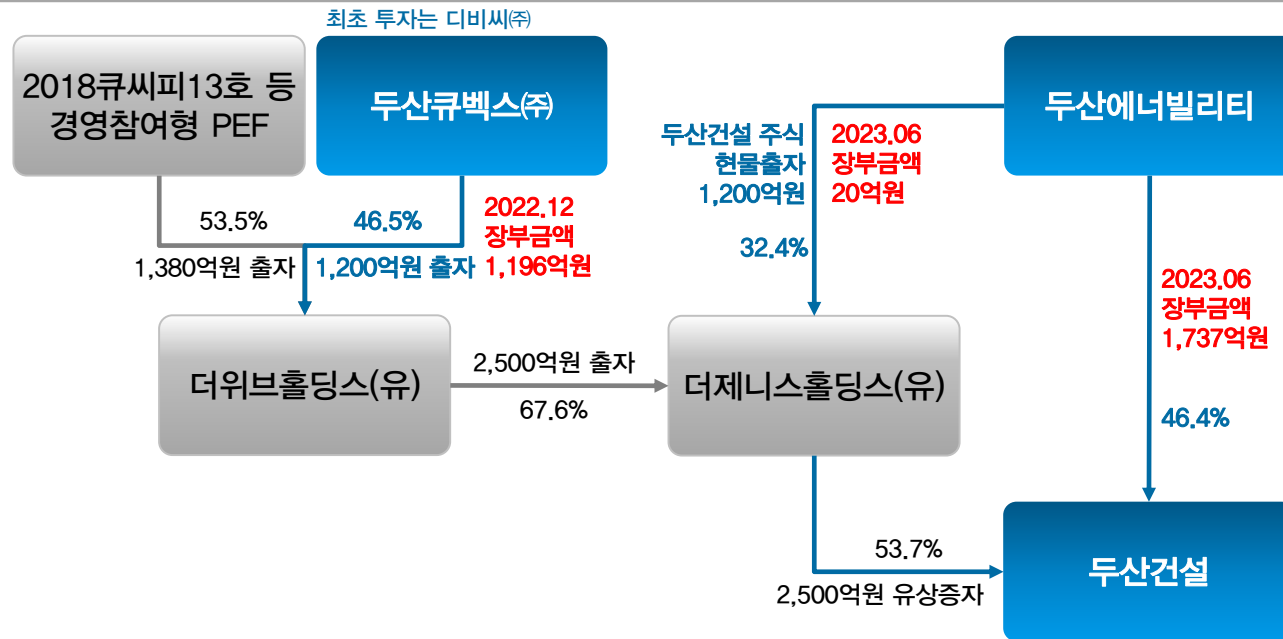 최초 투자는 디비씨㈜
2018큐씨피13호 등
경영참여형 PEF
두산큐벡스㈜
두산에너빌리티
두산건설 주식
현물출자
1,200억원
2023.06
장부금액
20억원
32.4%
53.5%
1,380억원 출자
46.5%
1,200억원 출자
2022.12
장부금액
1,196억원
2023.06
장부금액
1,737억원
46.4%
더위브홀딩스(유)
2,500억원 출자
67.6%
더제니스홀딩스(유)
53.7%
2,500억원 유상증자
두산건설